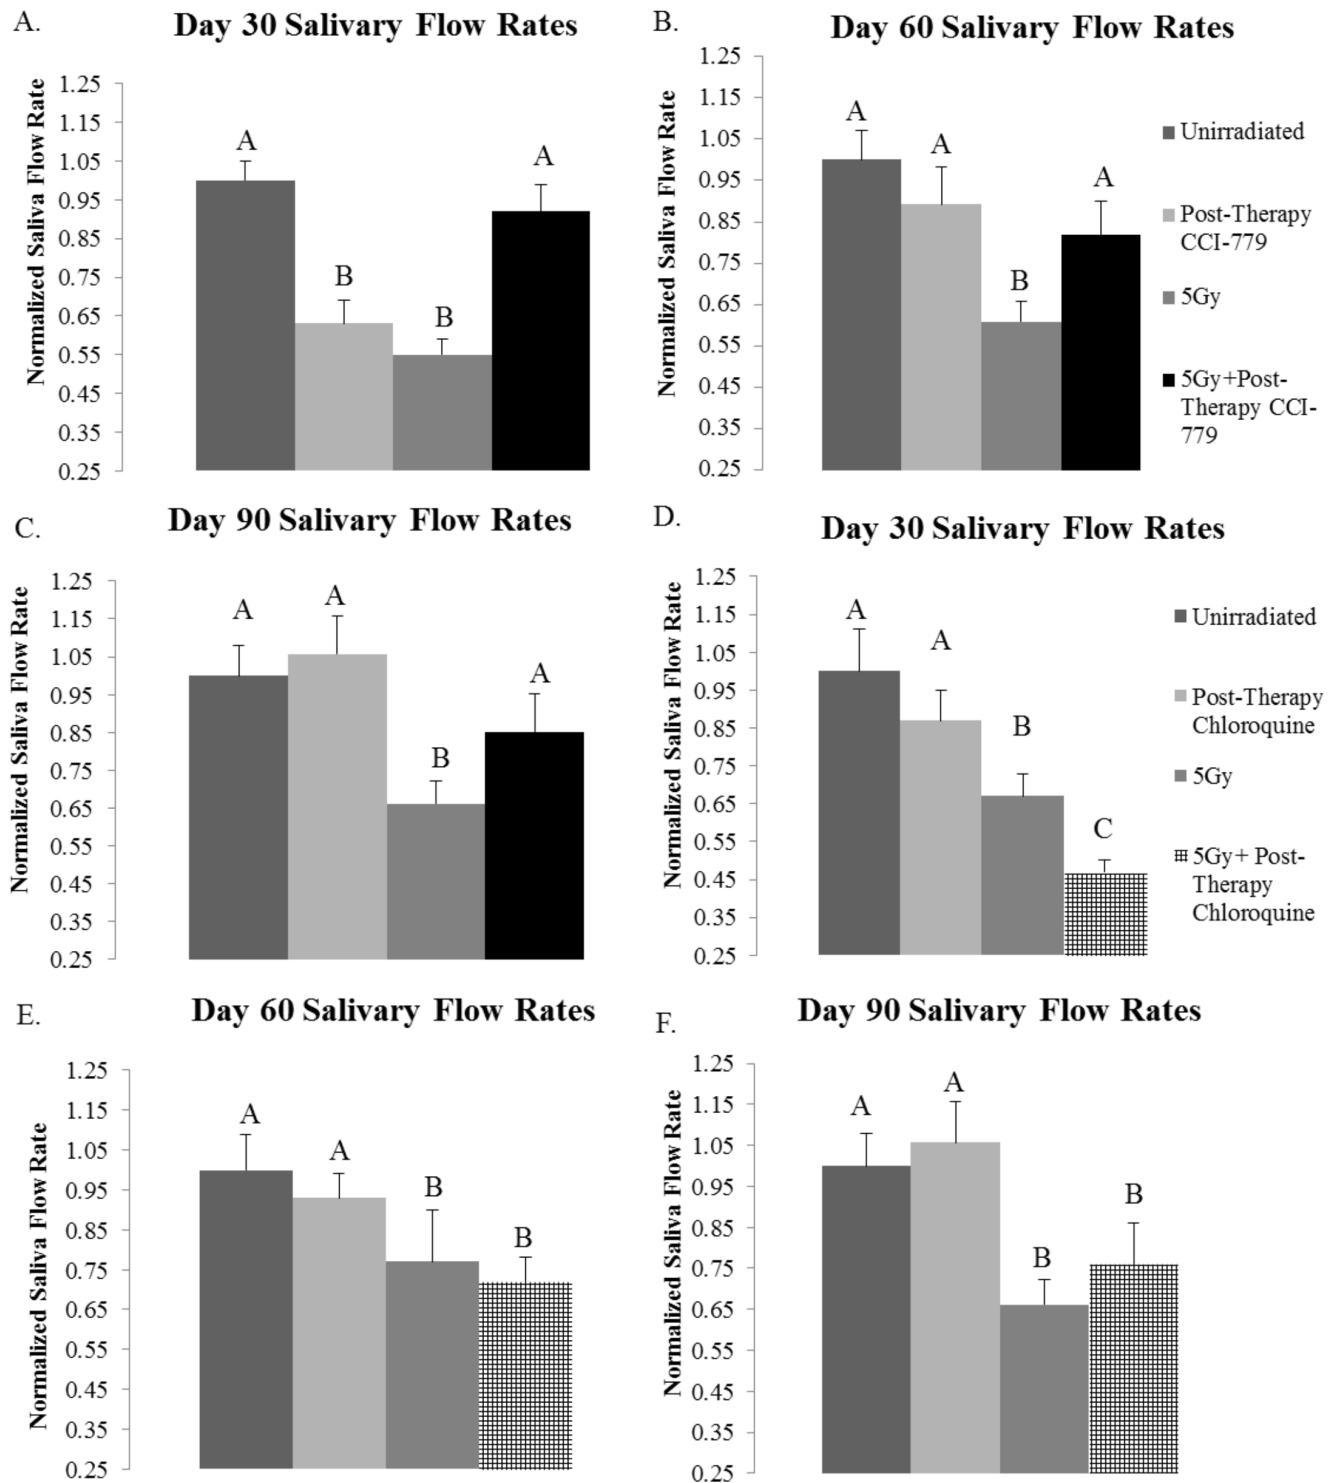 A.
Day 30 Salivary Flow Rates
Normalized Saliva Flow Rate
1.25
1.15
1.05
0.95
0.85
0.75
0.65
0.55
0.45
0.35
0.25
A
B
B
A
B.
Day 60 Salivary Flow Rates
Normalized Saliva Flow Rate
1.25
1.15
1.05
0.95
0.85
0.75
0.65
0.55
0.45
0.35
0.25
A
A
B
A
Unirradiated
Post-Therapy
CCI-779
5Gy
5Gy+Post-
Therapy CCI-
779
C.
Day 90 Salivary Flow Rates
Normalized Saliva Flow Rate
1.25
1.15
1.05
0.95
0.85
0.75
0.65
0.55
0.45
0.35
0.25
A
A
B
A
D.
Day 30 Salivary Flow Rates
Normalized Saliva Flow Rate
1.25
1.15
1.05
0.95
0.85
0.75
0.65
0.55
0.45
0.35
0.25
A
A
B
C
Unirradiated
Post-Therapy
Chloroquine
5Gy
5Gy+ Post-
Therapy
Chloroquine
E.
Day 60 Salivary Flow Rates
Normalized Saliva Flow Rate
1.25
1.15
1.05
0.95
0.85
0.75
0.65
0.55
0.45
0.35
0.25
A
A
B
B
F.
Day 90 Salivary Flow Rates
Normalized Saliva Flow Rate
1.25
1.15
1.05
0.95
0.85
0.75
0.65
0.55
0.45
0.35
0.25
A
A
B
B